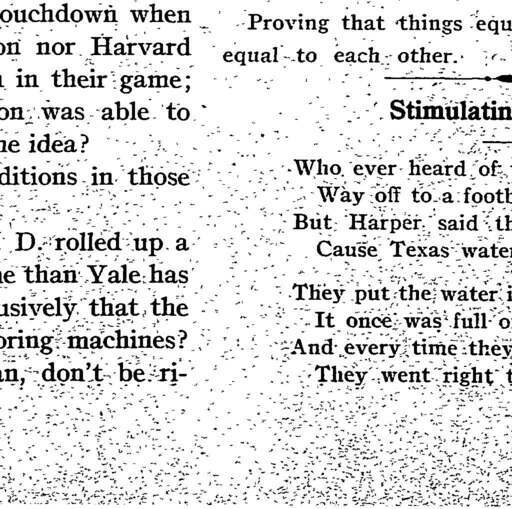 ouchdown when
on nor Harvard
in their game;
on was able to
he idea?
ditions in those
D. rolled up a
ne than Yale has
usively that the
oring machines?
an, don't be ri-
Proving that things equ
equal to each other.
Stimulatin
Who ever heard of
Way off to a footb
But Harper said th
Cause Texas water
They put the water i
It once was full o
And every time they
They went right t